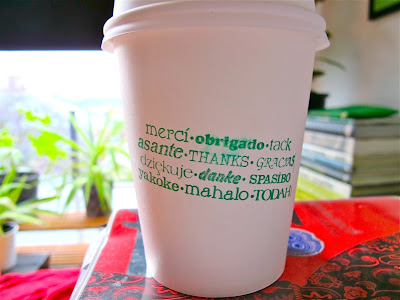 merci • obrigado • tack
asante • THANKS • GRACIAS
dziękuje • danke • SPASIBO
yakoke • mahalo • TODAH